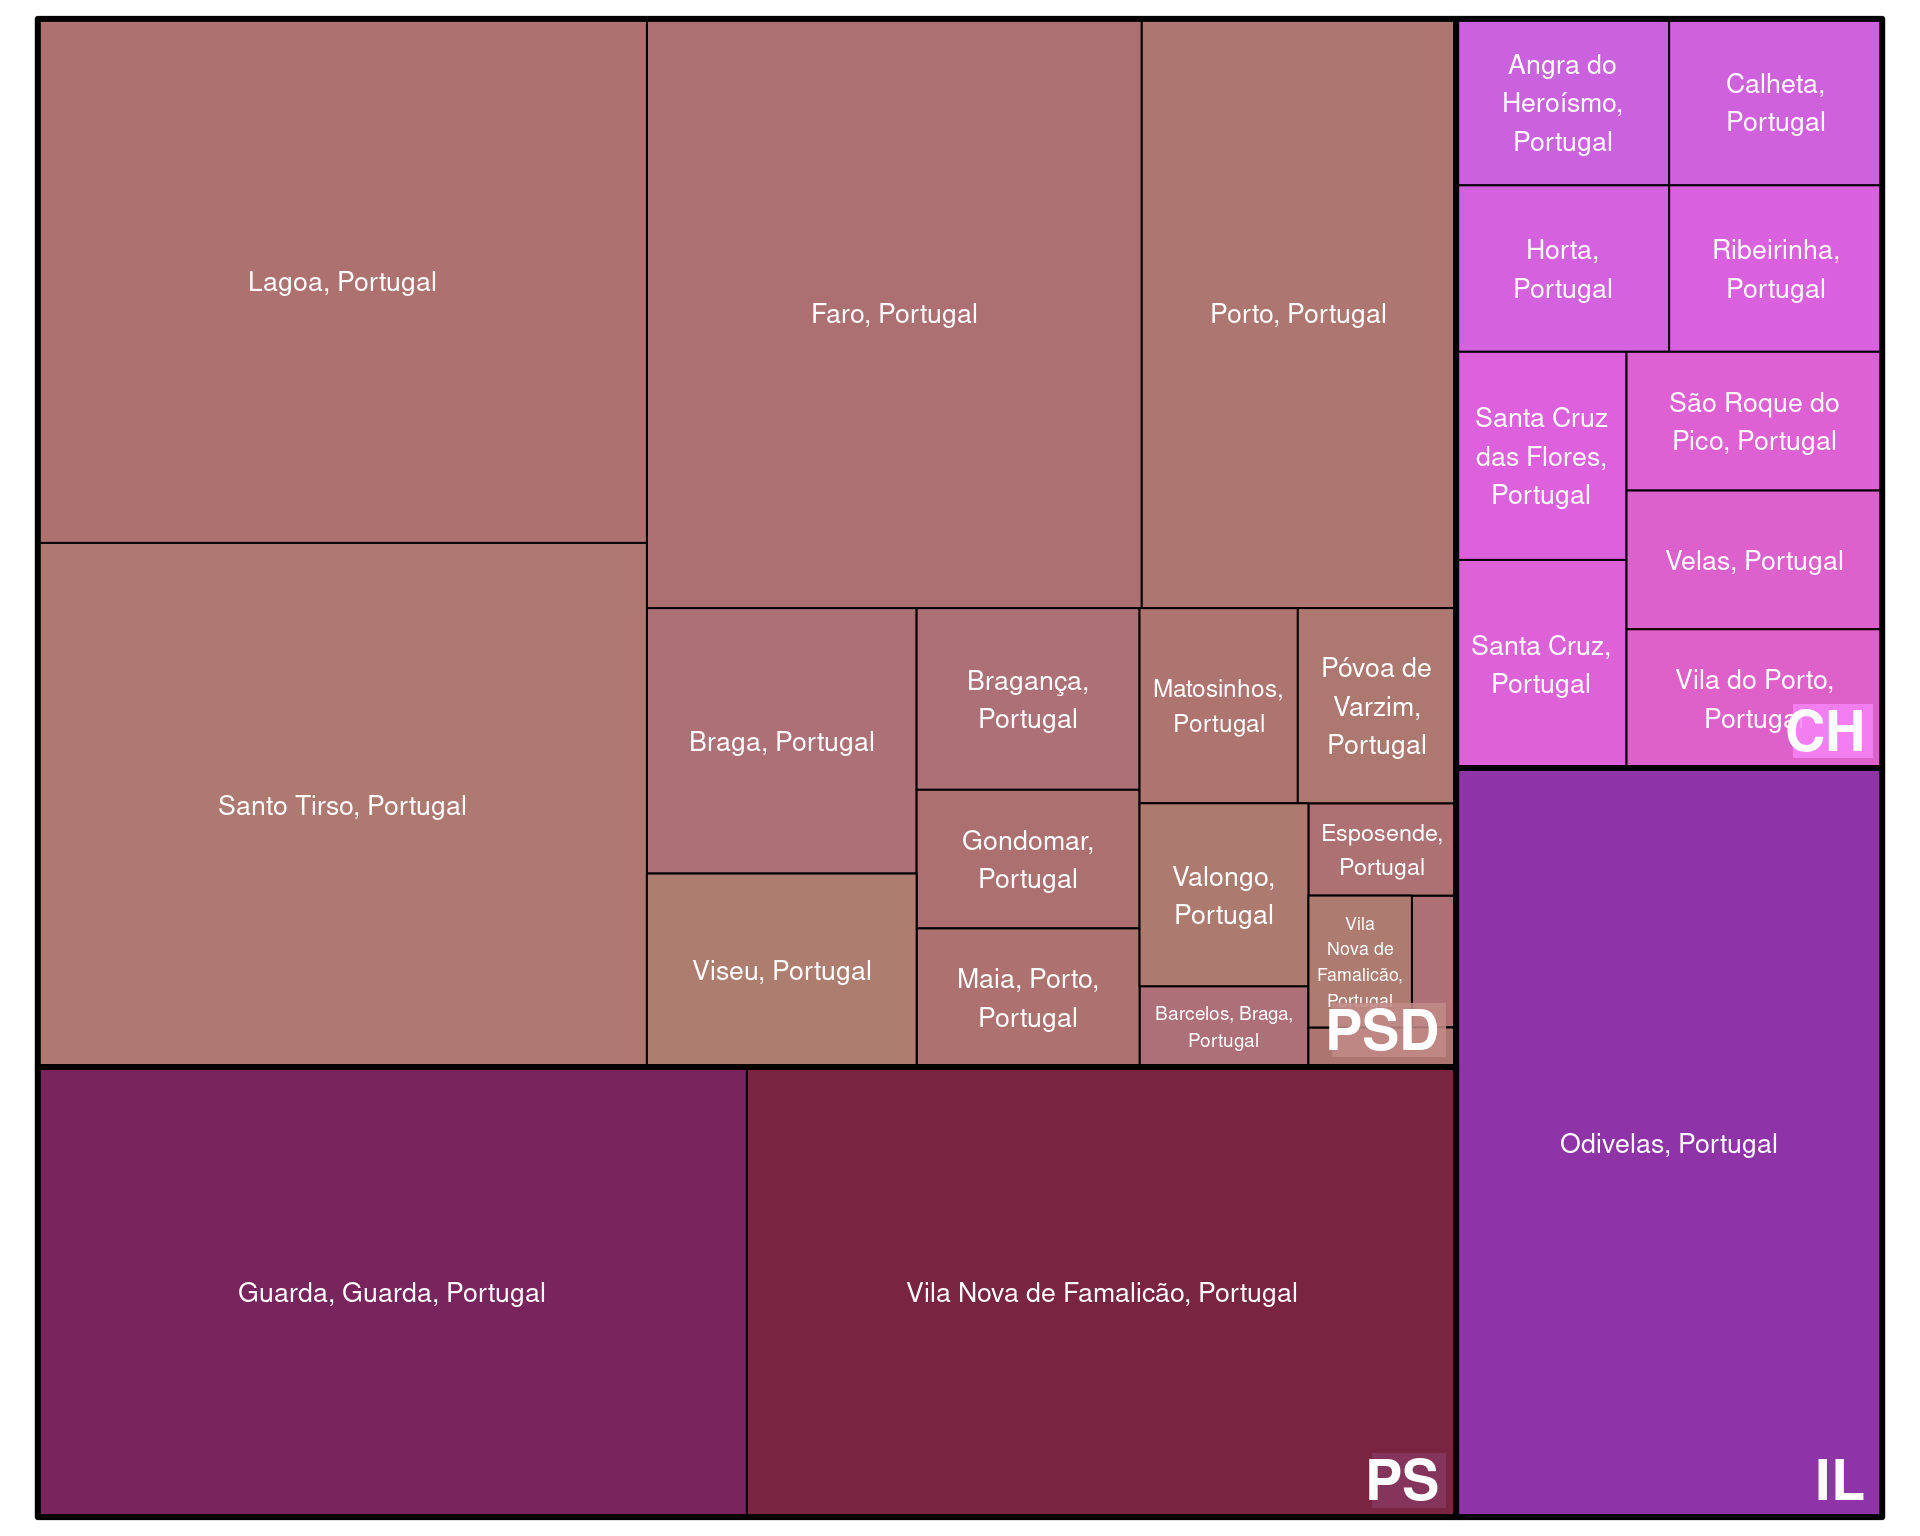 Lagoa, Portugal
Faro, Portugal
Porto, Portugal
Santo Tirso, Portugal
Braga, Portugal
Bragança,
Portugal
Matosinhos,
Portugal
Póvoa de
Varzim,
Portugal
Gondomar,
Portugal
Valongo,
Portugal
Esposende,
Portugal
Viseu, Portugal
Maia, Porto,
Portugal
Vila
Nova de
Famalicão,
Portugal
Barcelos, Braga,
Portugal
PSD
Angra do
Heroísmo,
Portugal
Calheta,
Portugal
Horta,
Portugal
Ribeirinha,
Portugal
Santa Cruz
das Flores,
Portugal
São Roque do
Pico, Portugal
Velas, Portugal
Santa Cruz,
Portugal
Vila do Porto,
Portugal
CH
Guarda, Guarda, Portugal
Vila Nova de Famalicão, Portugal
PS
Odivelas, Portugal
IL